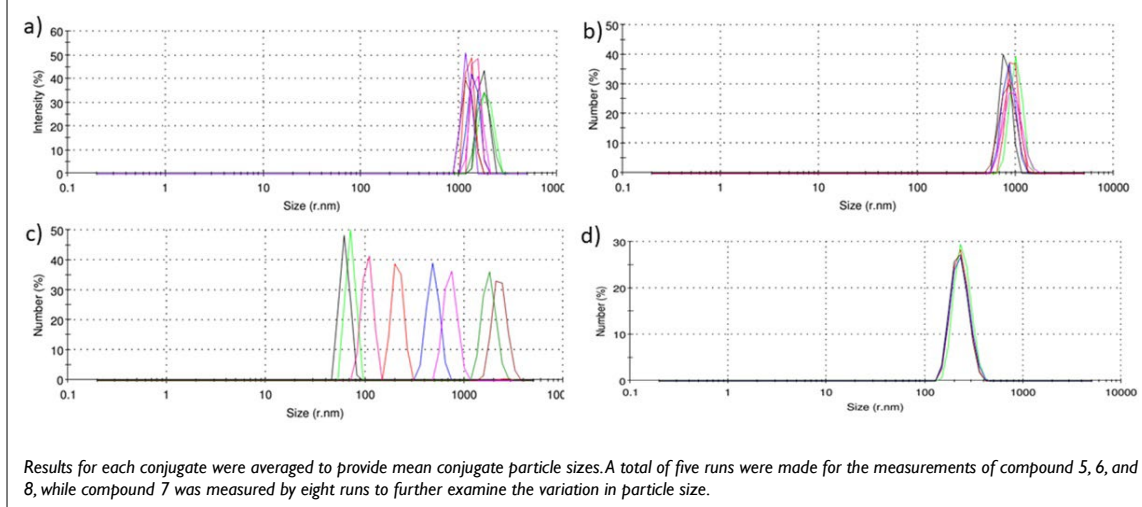 a)
60
50
40
30
20
10
0
Intensity (%)
0.1 1 10 100 1000 1000
Size (r.nm)
b)
50
40
30
20
10
0
Number (%)
0.1 1 10 100 1000 10000
Size (r.nm)
c)
50
40
30
20
10
0
Number (%)
0.1 1 10 100 1000 100
Size (r.nm)
d)
30
20
10
0
Number (%)
0.1 1 10 100 1000 10000
Size (r.nm)
Results for each conjugate were averaged to provide mean conjugate particle sizes. A total of five runs were made for the measurements of compound 5, 6, and
8, while compound 7 was measured by eight runs to further examine the variation in particle size.